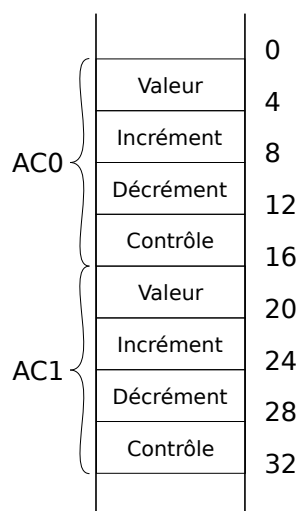 0
Valeur
4
Incrément
8
AC0
Décrément
12
Contrôle
16
Valeur
20
Incrément
24
AC1
Décrément
28
Contrôle
32